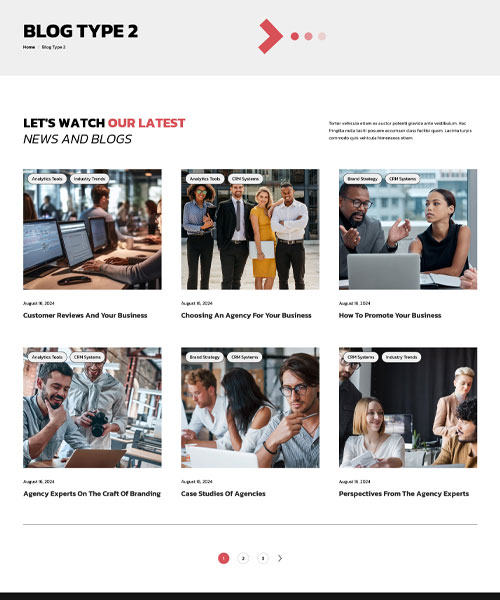 BLOG TYPE 2
Home Blog Type 2
LET'S WATCH OUR LATEST
NEWS AND BLOGS
Tortor vehicula etiam ex auctor potenti gravida ante vestibulum. Hac
fringilla nulla taciti posuere accumsan class facilisi quam. Lacinia turpis
commodo quis vehicula himenaeos etiam.
Analytics Tools Industry Trends
Analytics Tools CRM Systems
Brand Strategy CRM Systems
August 16, 2024
August 16, 2024
August 16, 2024
Customer Reviews And Your Business
Choosing An Agency For Your Business
How To Promote Your Business
Analytics Tools CRM Systems
Brand Strategy CRM Systems
CRM Systems Industry Trends
August 16, 2024
August 16, 2024
August 16, 2024
Agency Experts On The Craft Of Branding
Case Studies Of Agencies
Perspectives From The Agency Experts
1 2 3